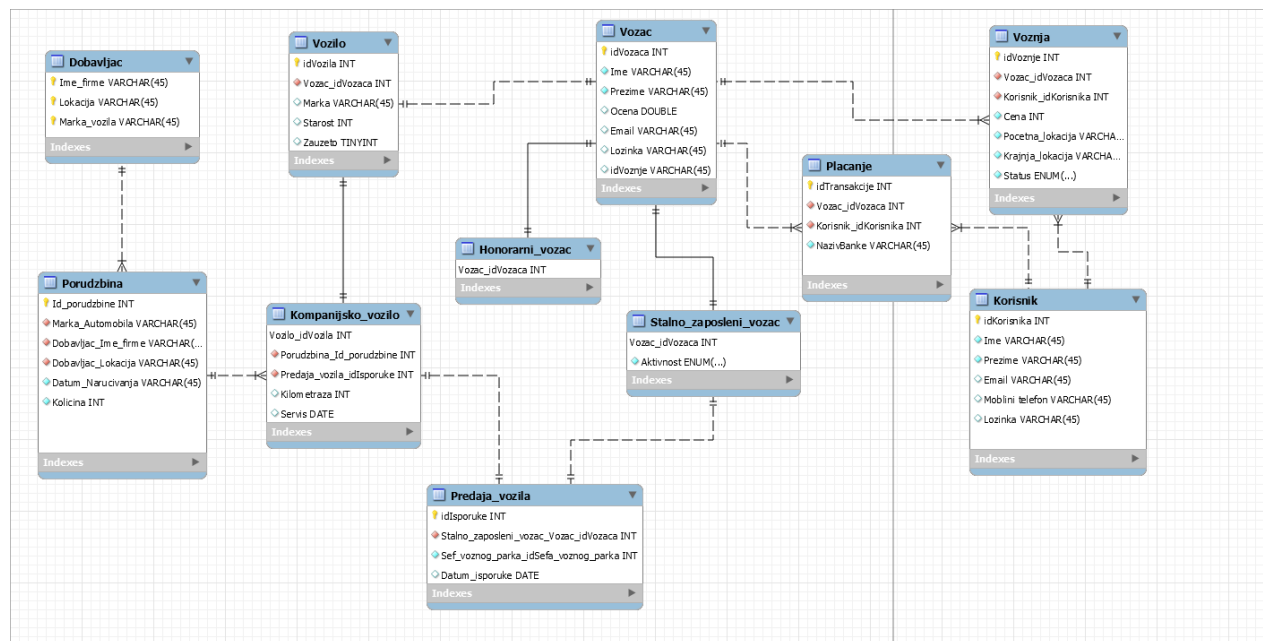 Dobavljac
Ime_firme VARCHAR(45)
Lokacija VARCHAR(45)
Marka_vozila VARCHAR(45)
Indexes
Vozilo
idVozila INT
Vozac_idVozaca INT
Marka VARCHAR(45)
Starost INT
Zauzeto TINYINT
Indexes
Vozac
idVozaca INT
Ime VARCHAR(45)
Prezime VARCHAR(45)
Ocena DOUBLE
Email VARCHAR(45)
Lozinka VARCHAR(45)
idVoznje VARCHAR(45)
Indexes
Voznja
idVoznje INT
Vozac_idVozaca INT
Korisnik_idKorisnika INT
Cena INT
Pocetna_lokacija VARCHA...
Krajnja_lokacija VARCHA...
Status ENUM(...)
Indexes
Placanje
idTransakcije INT
Vozac_idVozaca INT
Korisnik_idKorisnika INT
NazivBanke VARCHAR(45)
Indexes
Honorarni_vozac
Vozac_idVozaca INT
Indexes
Porudzbina
Id_porudzbine INT
Marka_Automobila VARCHAR(45)
Dobavljac_Ime_firme VARCHAR(...
Dobavljac_Lokacija VARCHAR(45)
Datum_Narucivanja VARCHAR(45)
Kolicina INT
Indexes
Kompanijsko_vozilo
Vozilo_idVozila INT
Porudzbina_Id_porudzbine INT
Predaja_vozila_idIsporuke INT
Kilometraza INT
Servis DATE
Indexes
Stalno_zaposleni_vozac
Vozac_idVozaca INT
Aktivnost ENUM(...)
Indexes
Korisnik
idKorisnika INT
Ime VARCHAR(45)
Prezime VARCHAR(45)
Email VARCHAR(45)
Moblini telefon VARCHAR(45)
Lozinka VARCHAR(45)
Indexes
Predaja_vozila
idIsporuke INT
Stalno_zaposleni_vozac_Vozac_idVozaca INT
Sef_voznog_parka_idSefa_voznog_parka INT
Datum_isporuke DATE
Indexes